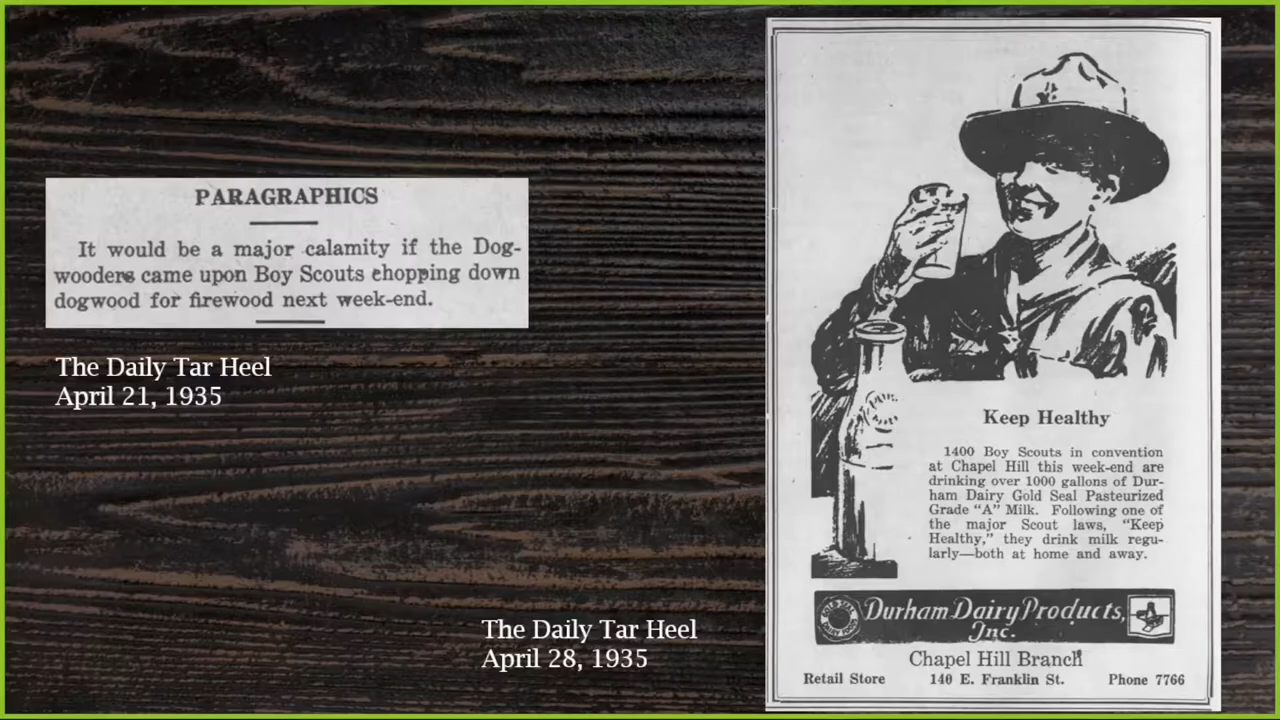 PARAGRAPHICS
It would be a major calamity if the Dog-
wooders came upon Boy Scouts chopping down
dogwood for firewood next week-end.
The Daily Tar Heel
April 21, 1935
The Daily Tar Heel
April 28, 1935
Keep Healthy
1400 Boy Scouts in convention
at Chapel Hill this week-end are
drinking over 1000 gallons of Dur-
ham Dairy Gold Seal Pasteurized
Grade “A” Milk. Following one of
the major Scout laws, “Keep
Healthy,” they drink milk regu-
larly—both at home and away.
Durham Dairy Products,
Inc.
Chapel Hill Branch
Retail Store 140 E. Franklin St. Phone 7766